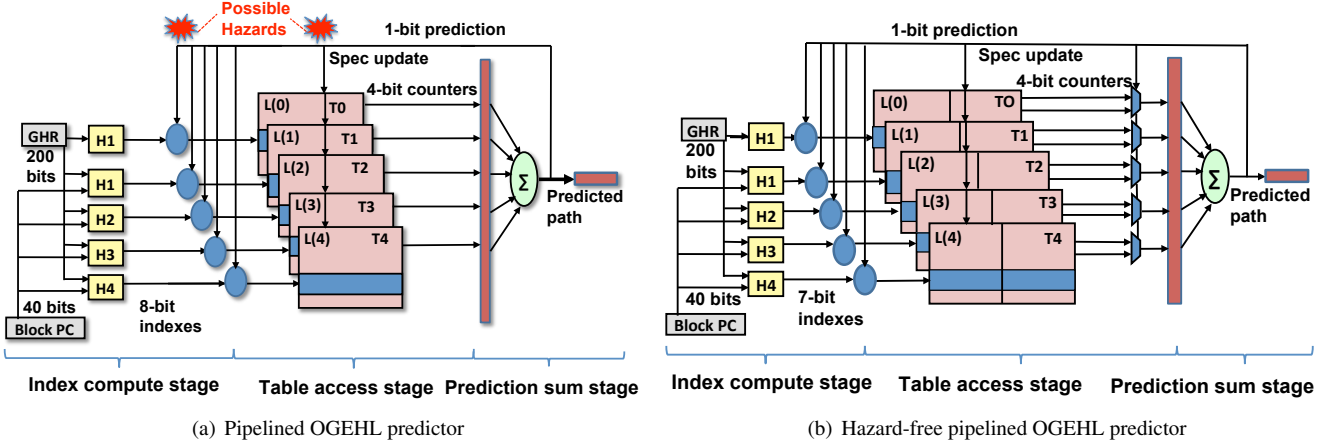 Possible
Hazards
1-bit prediction
Spec update
4-bit counters
L(0) T0
L(1) T1
L(2) T2
L(3) T3
L(4) T4
GHR
200
bits
H1
H1
H2
H3
H4
40 bits
Block PC
8-bit
indexes
Σ
Predicted
path
Index compute stage
Table access stage
Prediction sum stage
(a) Pipelined OGEHL predictor
1-bit prediction
Spec update
4-bit counters
L(0) TO
L(1) T1
L(2) T2
L(3) T3
L(4) T4
GHR
200
bits
H1
H1
H2
H3
H4
40 bits
Block PC
7-bit
indexes
Σ
Predicted
path
Index compute stage
Table access stage
Prediction sum stage
(b) Hazard-free pipelined OGEHL predictor